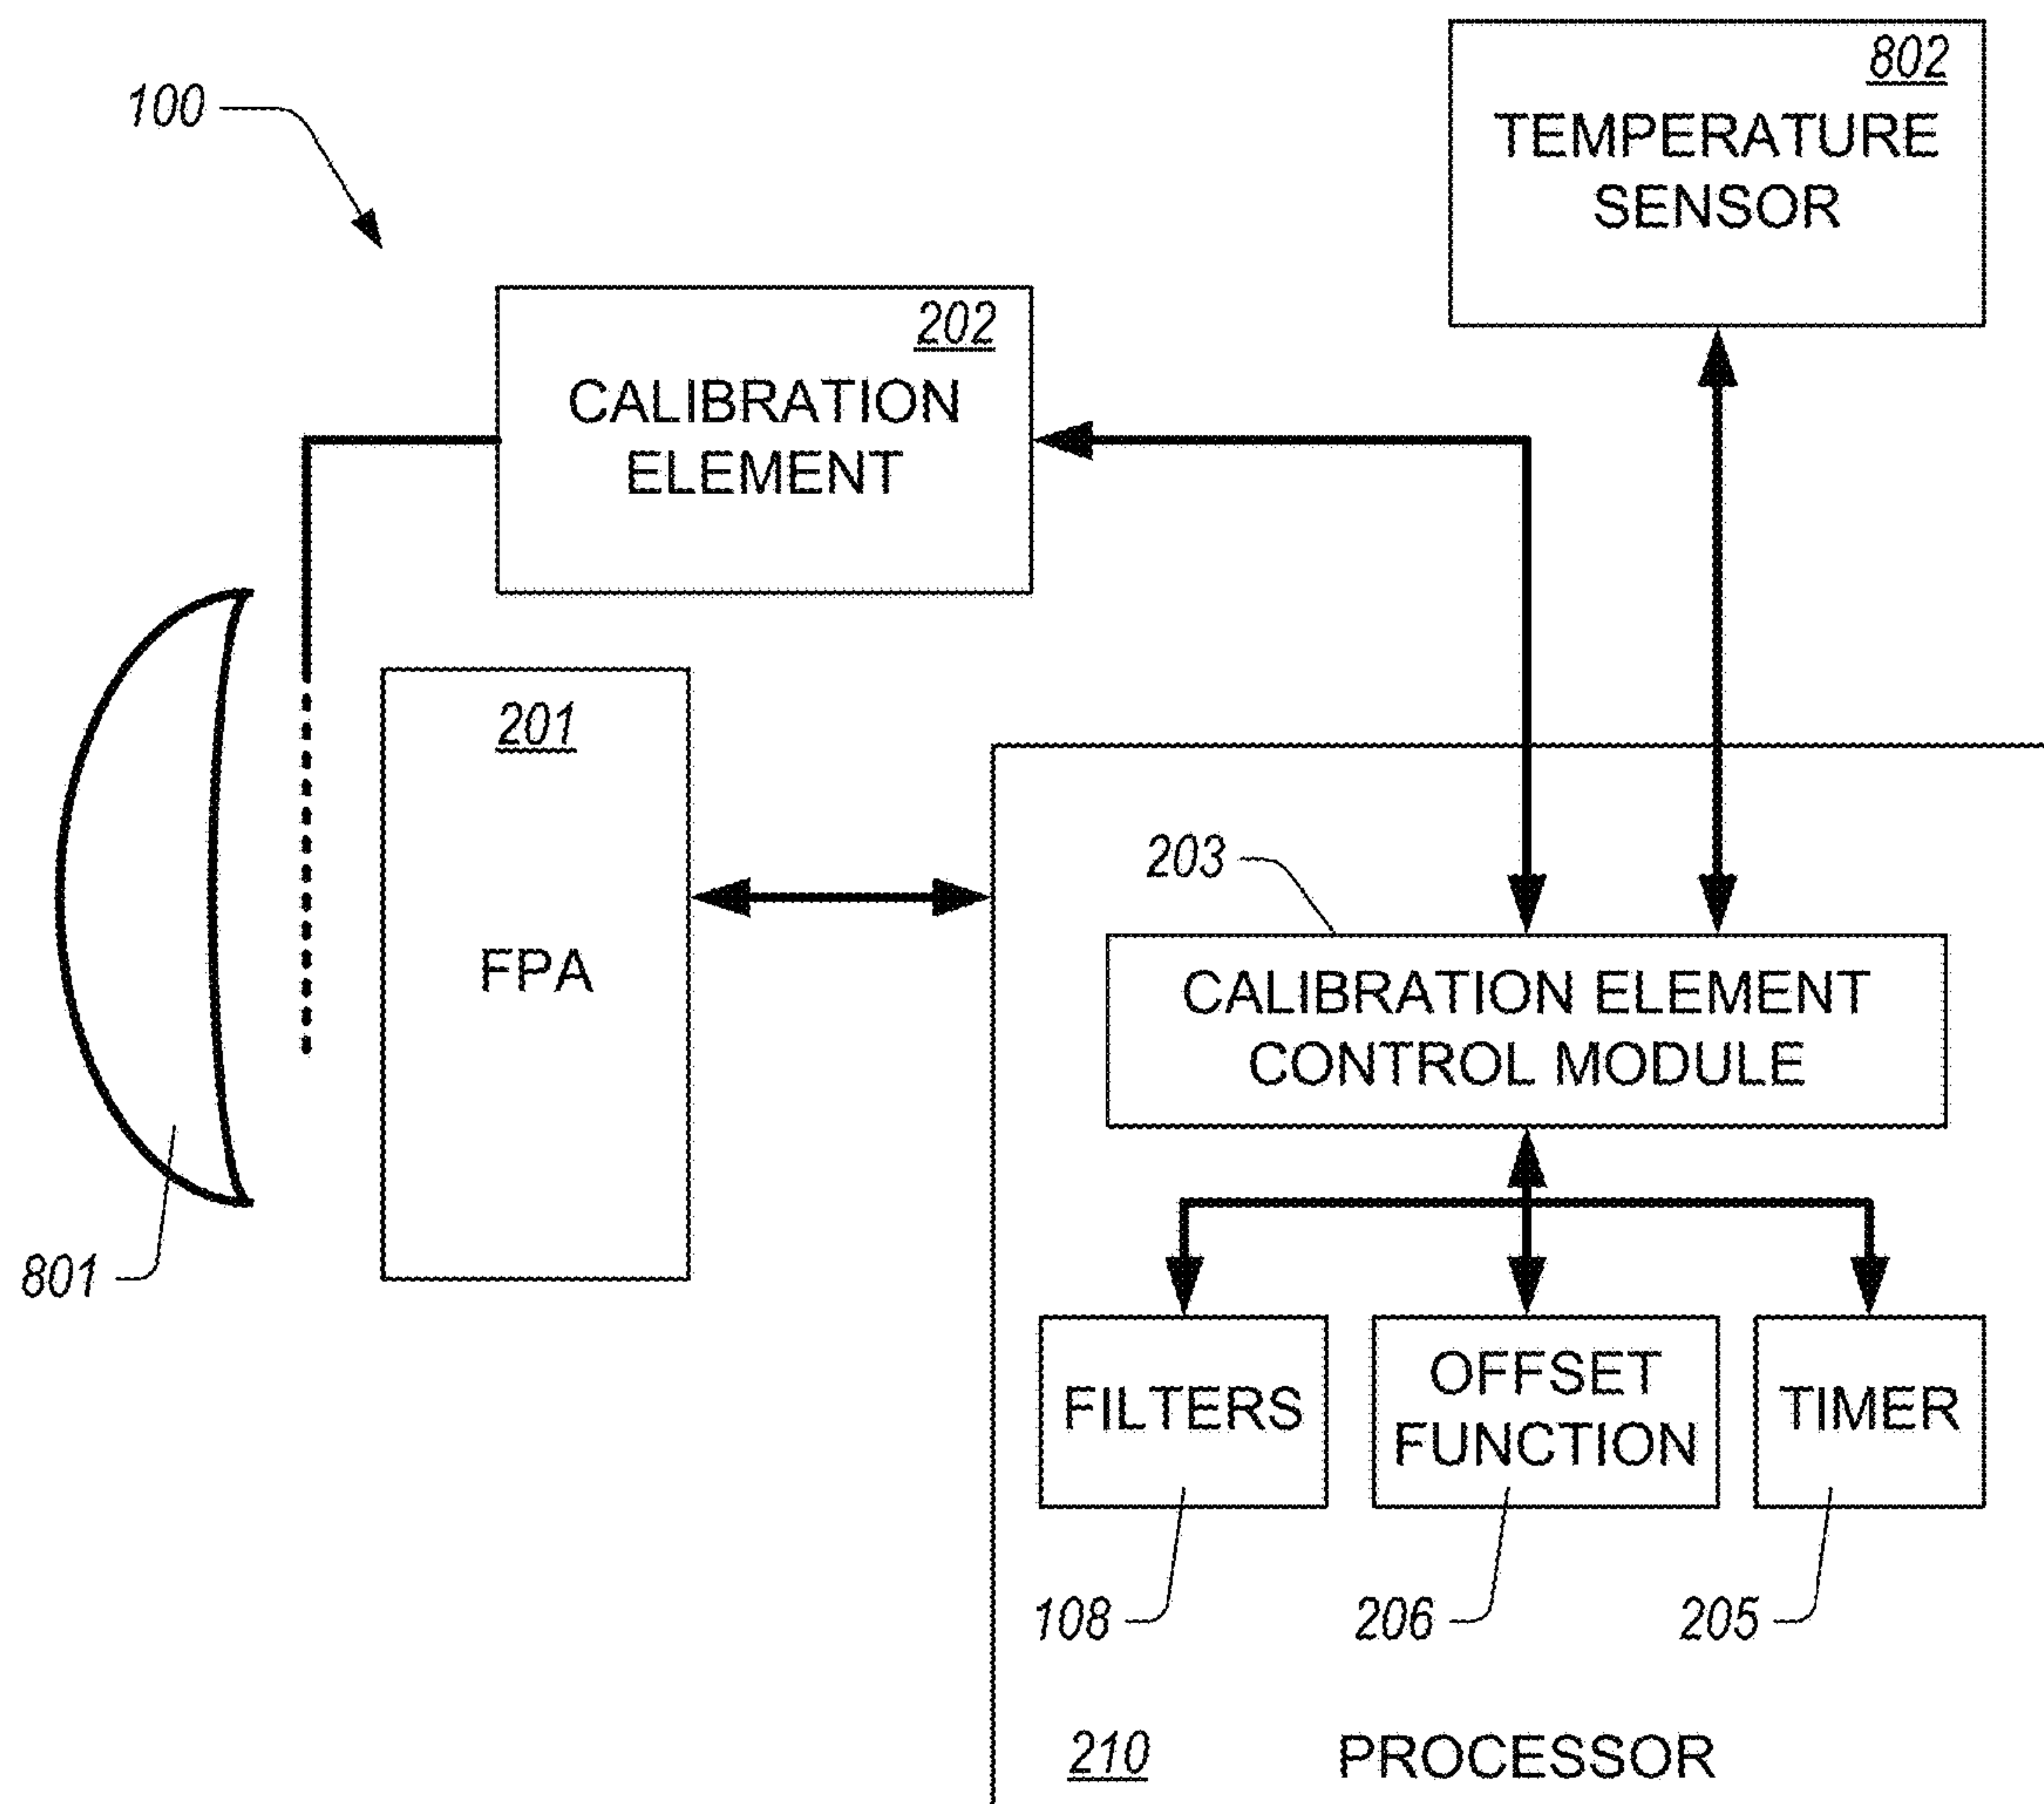 802
TEMPERATURE
SENSOR
100
202
CALIBRATION
ELEMENT
201
FPA
203
CALIBRATION ELEMENT
CONTROL MODULE
801
FILTERS
OFFSET
FUNCTION
TIMER
108
206
205
210
PROCESSOR